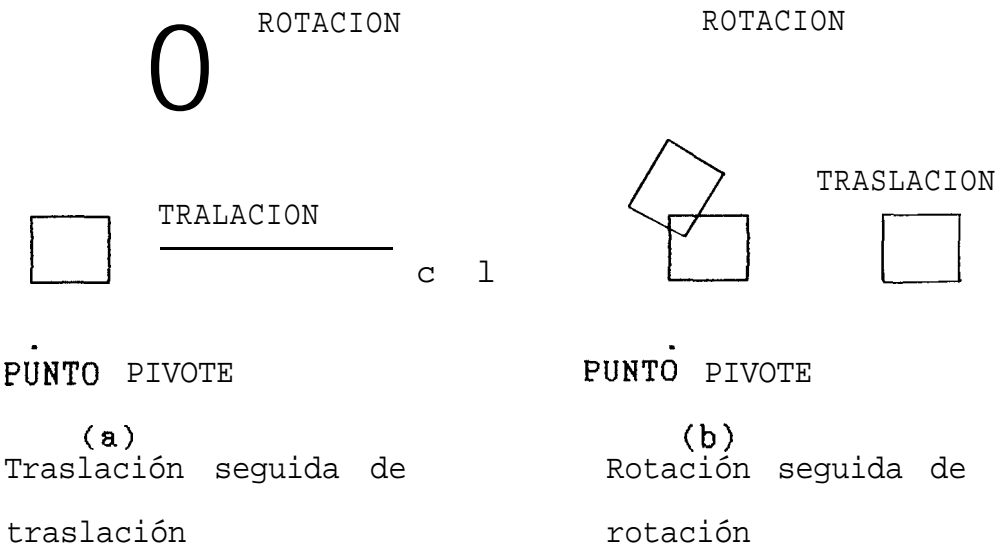 ROTACION
O
TRALACION
c l
PUNTO PIVOTE
(a)
Traslación seguida de
traslación
ROTACION
TRASLACION
PUNTO PIVOTE
(b)
Rotación seguida de
rotación